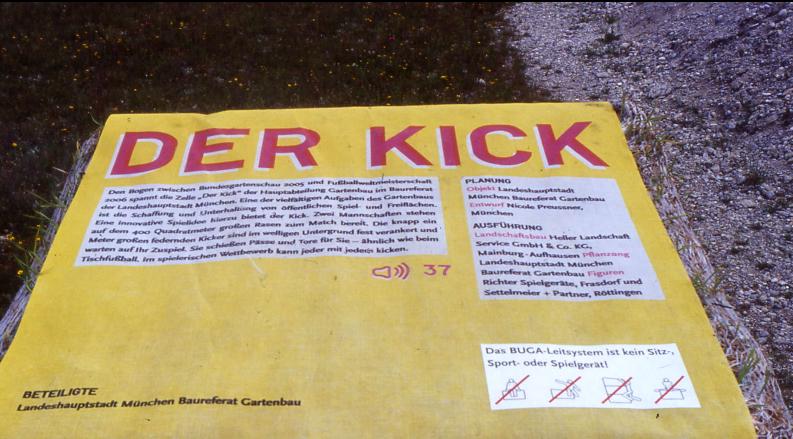 DER KICK
Den Bogen zwischen Bundesgartenschau 2005 und Fußballweltmeisterschaft
2006 spannt die Zelle „Der Kick" der Hauptabteilung Gartenbau im Baureferat
der Landeshauptstadt München. Eine der vielfältigen Aufgaben des Gartenbaus
ist die Schaffung und Unterhaltung von öffentlichen Spiel- und Freiflächen.
Eine innovative Spielidee hierzu bietet der Kick. Zwei Mannschaften stehen
auf dem 400 Quadratmeter großen Rasen zum Match bereit. Die knapp ein
Meter großen federnden Kicker sind im welligen Untergrund fest verankert und
warten auf Ihr Zuspiel. Sie schießen Pässe und Tore für Sie – ähnlich wie beim
Tischfußball. Im spielerischen Wettbewerb kann jeder mit jedem kicken.
37
PLANUNG
Objekt Landeshauptstadt
München Baureferat Gartenbau
Entwurf Nicole Preussner,
München
AUSFÜHRUNG
Landschaftsbau Heller Landschaft
Service GmbH & Co. KG,
Mainburg-Aufhausen Pflanzung
Landeshauptstadt München
Baureferat Gartenbau Figuren
Richter Spielgeräte, Frasdorf und
Settelmeier + Partner, Röttingen
Das BUGA-Leitsystem ist kein Sitz-,
Sport- oder Spielgerät!
BETEILIGTE
Landeshauptstadt München Baureferat Gartenbau